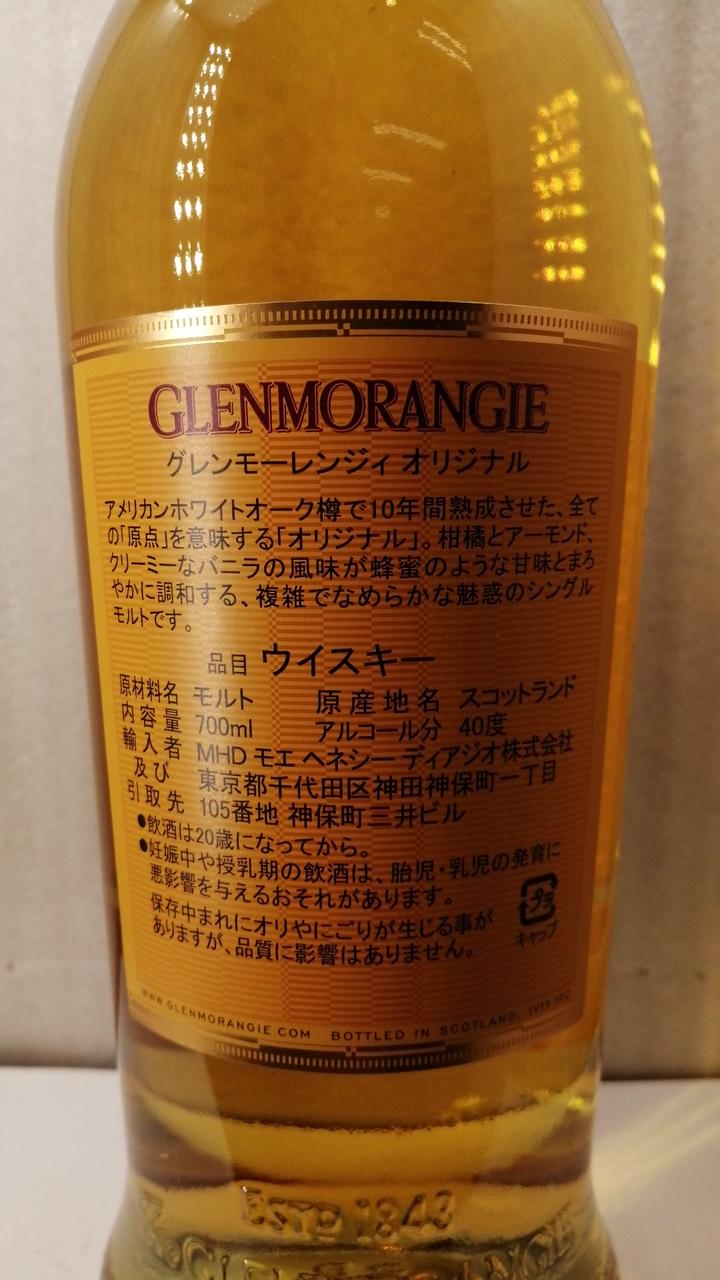 GLENMORANGIE
グレンモーレンジィ オリジナル
アメリカンホワイトオーク樽で10年間熟成させた、全て
の「原点」を意味する「オリジナル」。柑橘とアーモンド、
クリーミーなバニラの風味が蜂蜜のような甘味とまろ
やかに調和する、複雑でなめらかな魅惑のシングル
モルトです。
品目 ウイスキー
原材料名 モルト 原産地名 スコットランド
内容量 700ml アルコール分 40度
輸入者 MHD モエ ヘネシー ディアジオ株式会社
及び 東京都千代田区神田神保町一丁目
引取先 105番地 神保町三井ビル
●飲酒は20歳になってから。
●妊娠中や授乳期の飲酒は、胎児・乳児の発育に
悪影響を与えるおそれがあります。
保存中まれにオリやにごりが生じる事が
ありますが、品質に影響はありません。
プラ
キャップ
WWW.GLENMORANGIE.COM BOTTLED IN SCOTLAND, IV19 1PZ
ESTD 1843